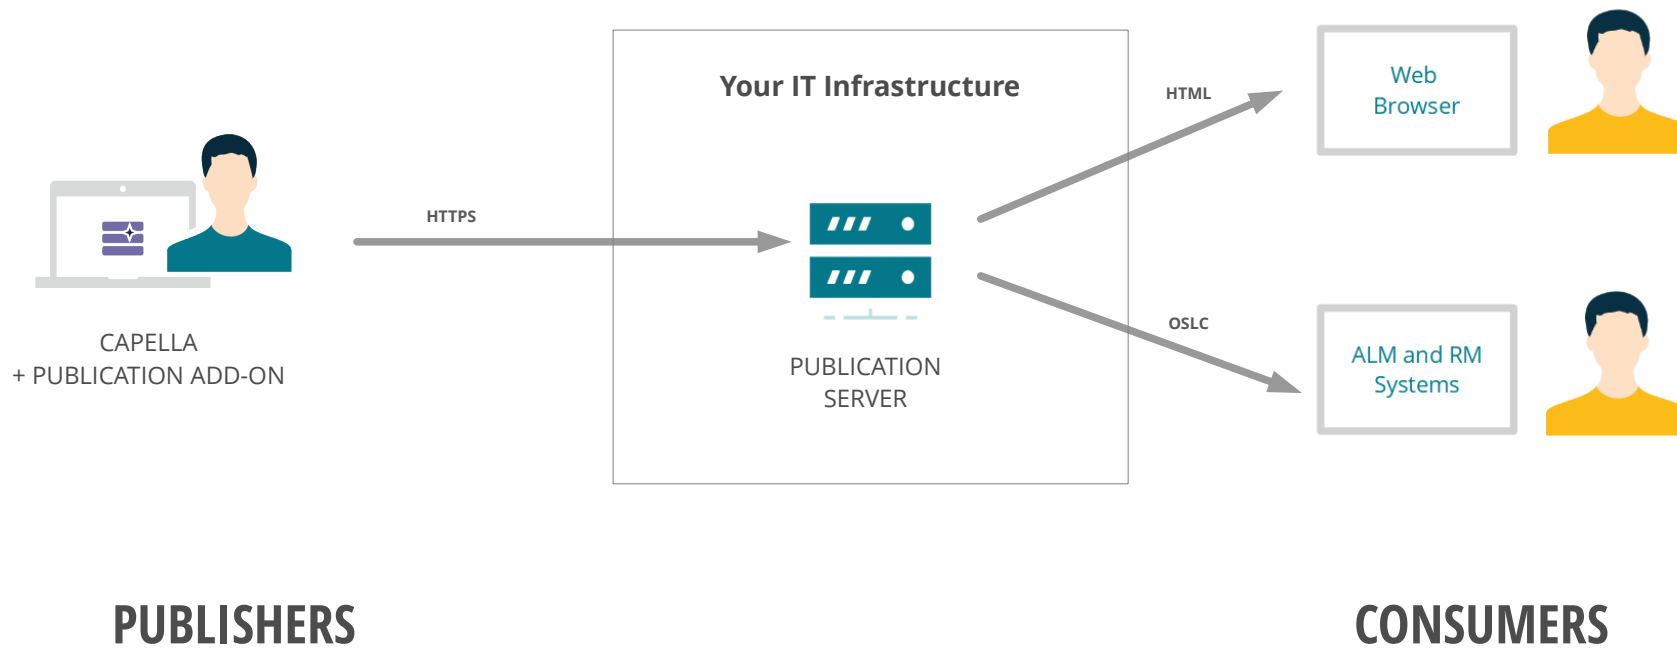 Your IT Infrastructure
HTML
Web
Browser
HTTPS
OSLC
CAPELLA
+ PUBLICATION ADD-ON
PUBLICATION
SERVER
ALM and RM
Systems
PUBLISHERS
CONSUMERS